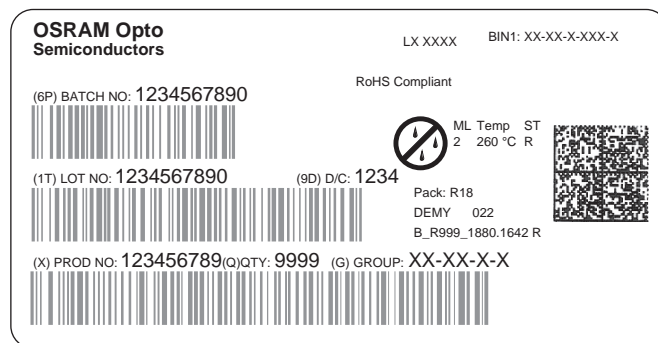 OSRAM Opto
Semiconductors
LX XXXX
BIN1: XX-XX-X-XXX-X
RoHS Compliant
(6P) BATCH NO: 1234567890
ML Temp ST
2 260 °C R
(1T) LOT NO: 1234567890
(9D) D/C: 1234
Pack: R18
DEMY 022
B_R999_1880.1642 R
(X) PROD NO: 123456789(Q)QTY: 9999 (G) GROUP: XX-XX-X-X